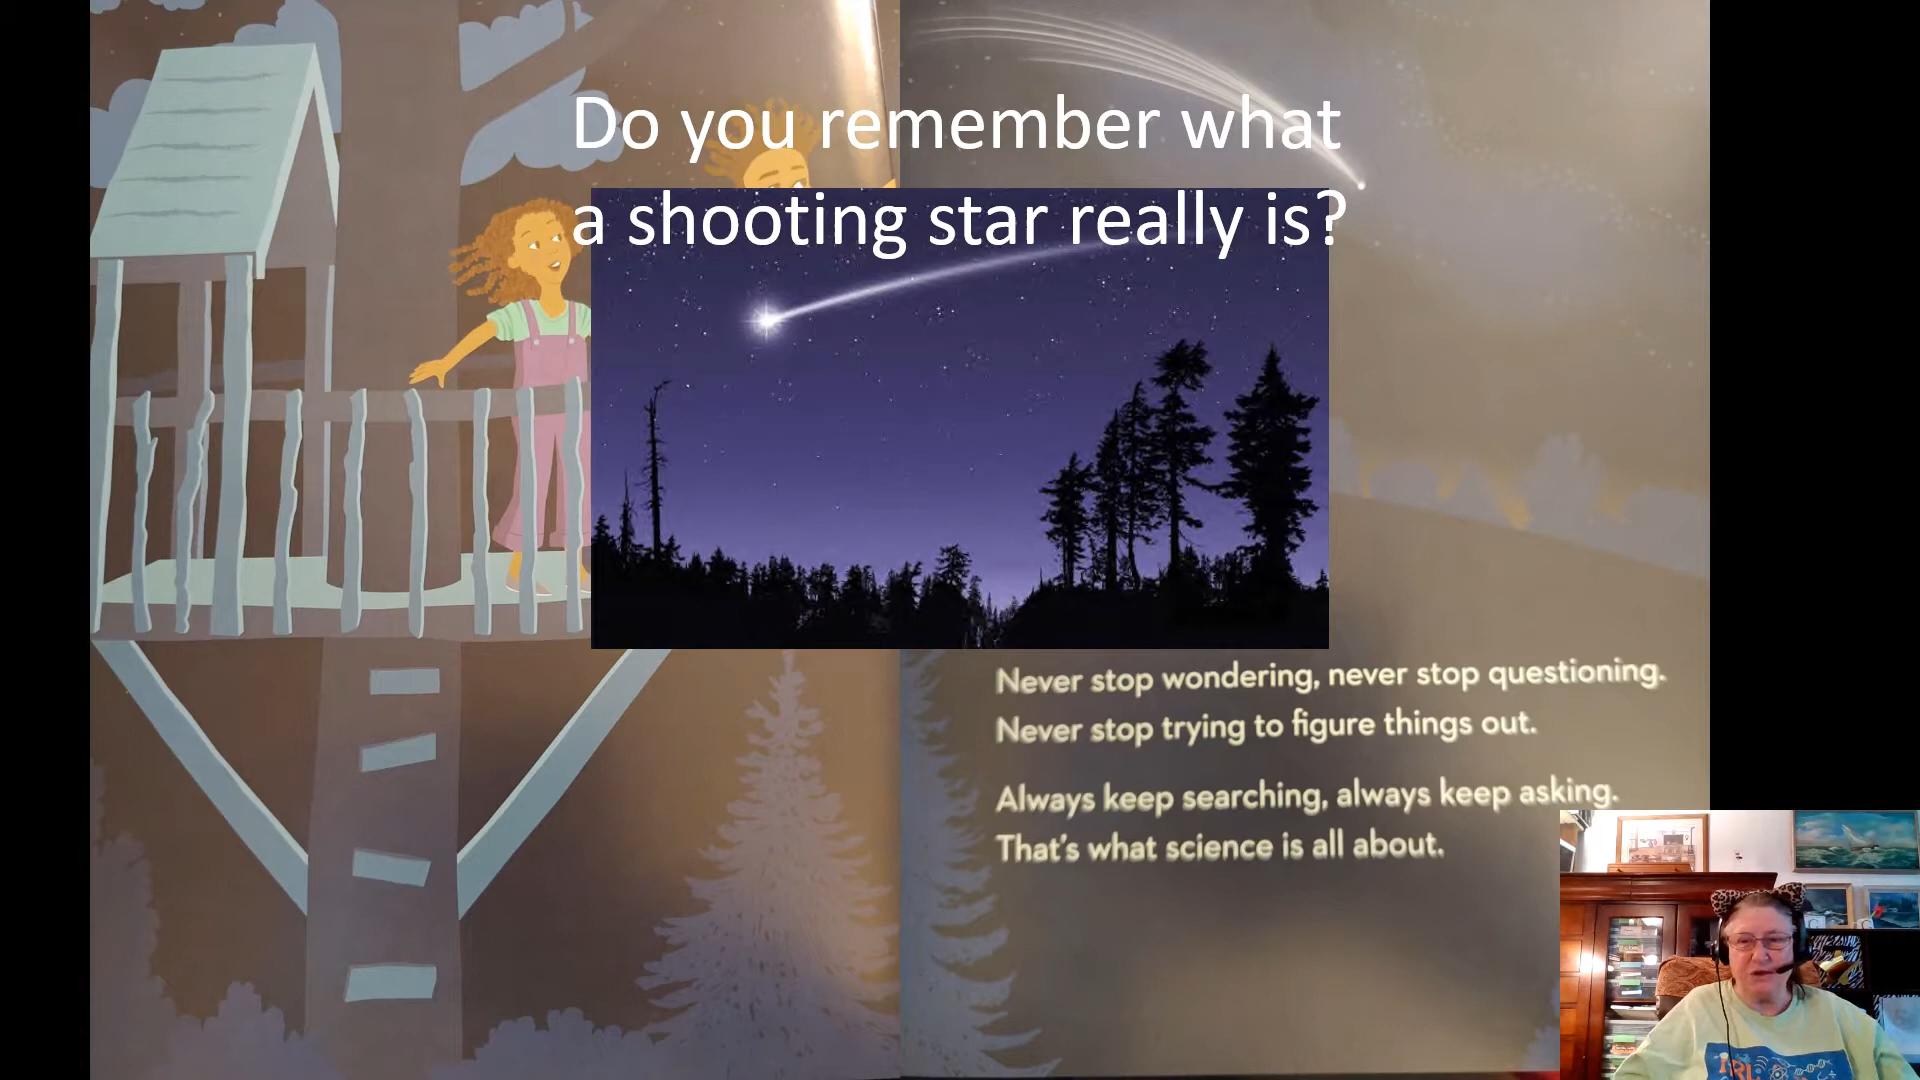 Do you remember what
a shooting star really is?
Never stop wondering, never stop questioning.
Never stop trying to figure things out.
Always keep searching, always keep asking.
That's what science is all about.